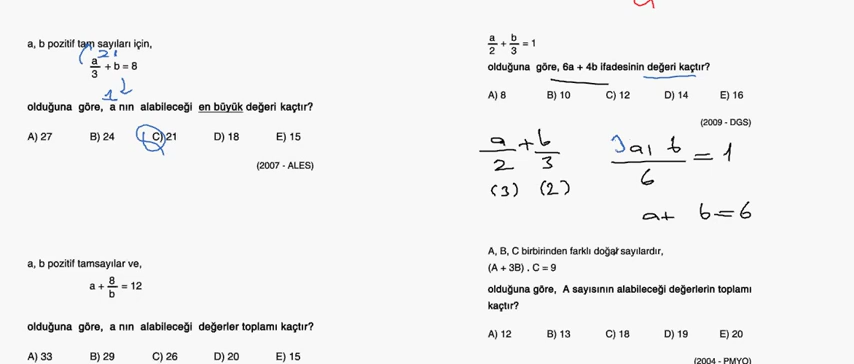 a, b pozitif tam sayıları için,
a/3 + b = 8
21
1
olduğuna göre, a nın alabileceği en büyük değeri kaçtır?
A) 27 B) 24 C) 21 D) 18 E) 15
(2007 - ALES)
a, b pozitif tamsayılar ve,
a + 8/b = 12
olduğuna göre, a nın alabileceği değerler toplamı kaçtır?
A) 33 B) 29 C) 26 D) 20 E) 15
a/2 + b/3 = 1
olduğuna göre, 6a + 4b ifadesinin değeri kaçtır?
A) 8 B) 10 C) 12 D) 14 E) 16
(2009 - DGS)
a/2 + b/3
(3) (2)
3a, b/6 = 1
a+ b=6
A, B, C birbirinden farklı doğal sayılardır,
(A + 3B) . C = 9
olduğuna göre, A sayısının alabileceği değerlerin toplamı
kaçtır?
A) 12 B) 13 C) 18 D) 19 E) 20
(2004 - PMYO)